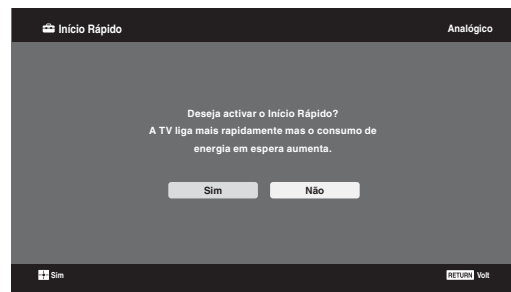 Início Rápido
Analógico
Deseja activar o Início Rápido?
A TV liga mais rapidamente mas o consumo de
energia em espera aumenta.
Sim
Não
Sim
RETURN Volt